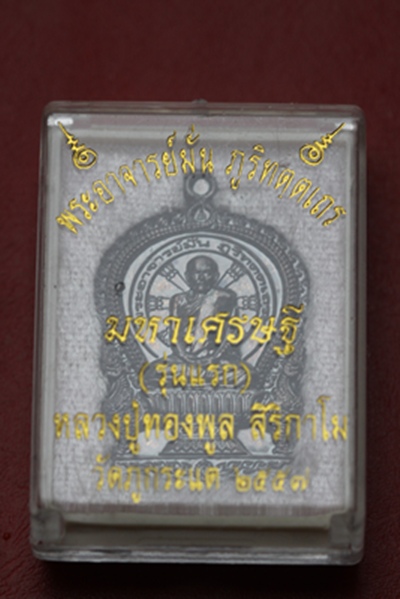 พระอาจารย์มั่น ภูริทตฺตเถร
มหาเศรษฐี
(รุ่นแรก)
หลวงปู่ทองพูล สิริกาโม
วัดภูกระแต ๒๕๕๗